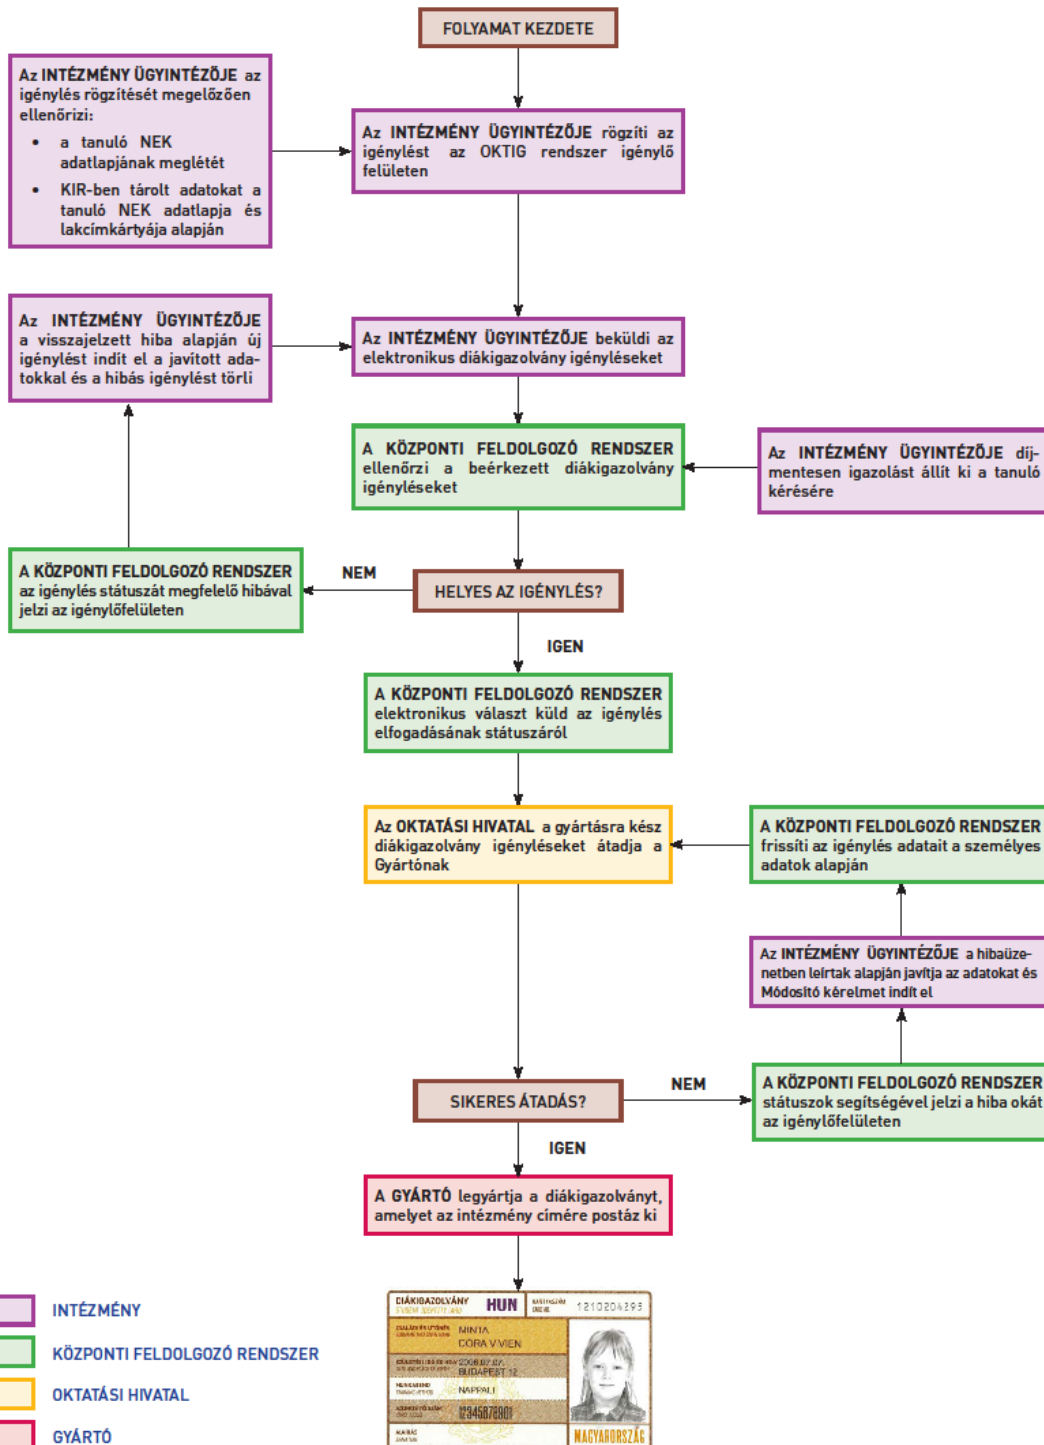 FOLYAMAT KEZDETE
Az INTÉZMÉNY ÜGYINTÉZŐJE az
igénylés rögzítését megelőzően
ellenőrizi:
• a tanuló NEK
adatlapjának meglétét
• KIR-ben tárolt adatokat a
tanuló NEK adatlapja és
lakcímkártyája alapján
Az INTÉZMÉNY ÜGYINTÉZŐJE rögzíti az
igénylést az OKTIG rendszer igénylő
felületen
Az INTÉZMÉNY ÜGYINTÉZŐJE
a visszajelzett hiba alapján új
igénylést indít el a javított ada-
tokkal és a hibás igénylést törli
Az INTÉZMÉNY ÜGYINTÉZŐJE beküldi az
elektronikus diákigazolvány igényléseket
A KÖZPONTI FELDOLGOZÓ RENDSZER
ellenőrzi a beérkezett diákigazolvány
igényléseket
Az INTÉZMÉNY ÜGYINTÉZŐJE díj-
mentesen igazolást állít ki a tanuló
kérésére
A KÖZPONTI FELDOLGOZÓ RENDSZER
az igénylés státuszát megfelelő hibával
jelzi az igénylőfelületen
NEM
HELYES AZ IGÉNYLÉS?
IGEN
A KÖZPONTI FELDOLGOZÓ RENDSZER
elektronikus választ küld az igénylés
elfogadásának státuszáról
Az OKTATÁSI HIVATAL a gyártásra kész
diákigazolvány igényléseket átadja a
Gyártónak
A KÖZPONTI FELDOLGOZÓ RENDSZER
frissíti az igénylés adatait a személyes
adatok alapján
Az INTÉZMÉNY ÜGYINTÉZŐJE a hibaüze-
netben leírtak alapján javítja az adatokat és
Módosító kérelmet indít el
SIKERES ÁTADÁS?
NEM
A KÖZPONTI FELDOLGOZÓ RENDSZER
státuszok segítségével jelzi a hiba okát
az igénylőfelületen
IGEN
A GYÁRTÓ legyártja a diákigazolványt,
amelyet az intézmény címére postáz ki
INTÉZMÉNY
KÖZPONTI FELDOLGOZÓ RENDSZER
OKTATÁSI HIVATAL
GYÁRTÓ
DIÁKIGAZOLVÁNY
HUN
1210204295
MINTA
DÓRA VIVIEN
BUDAPEST 12
NAPPALI
12345678901
MAGYARORSZÁG